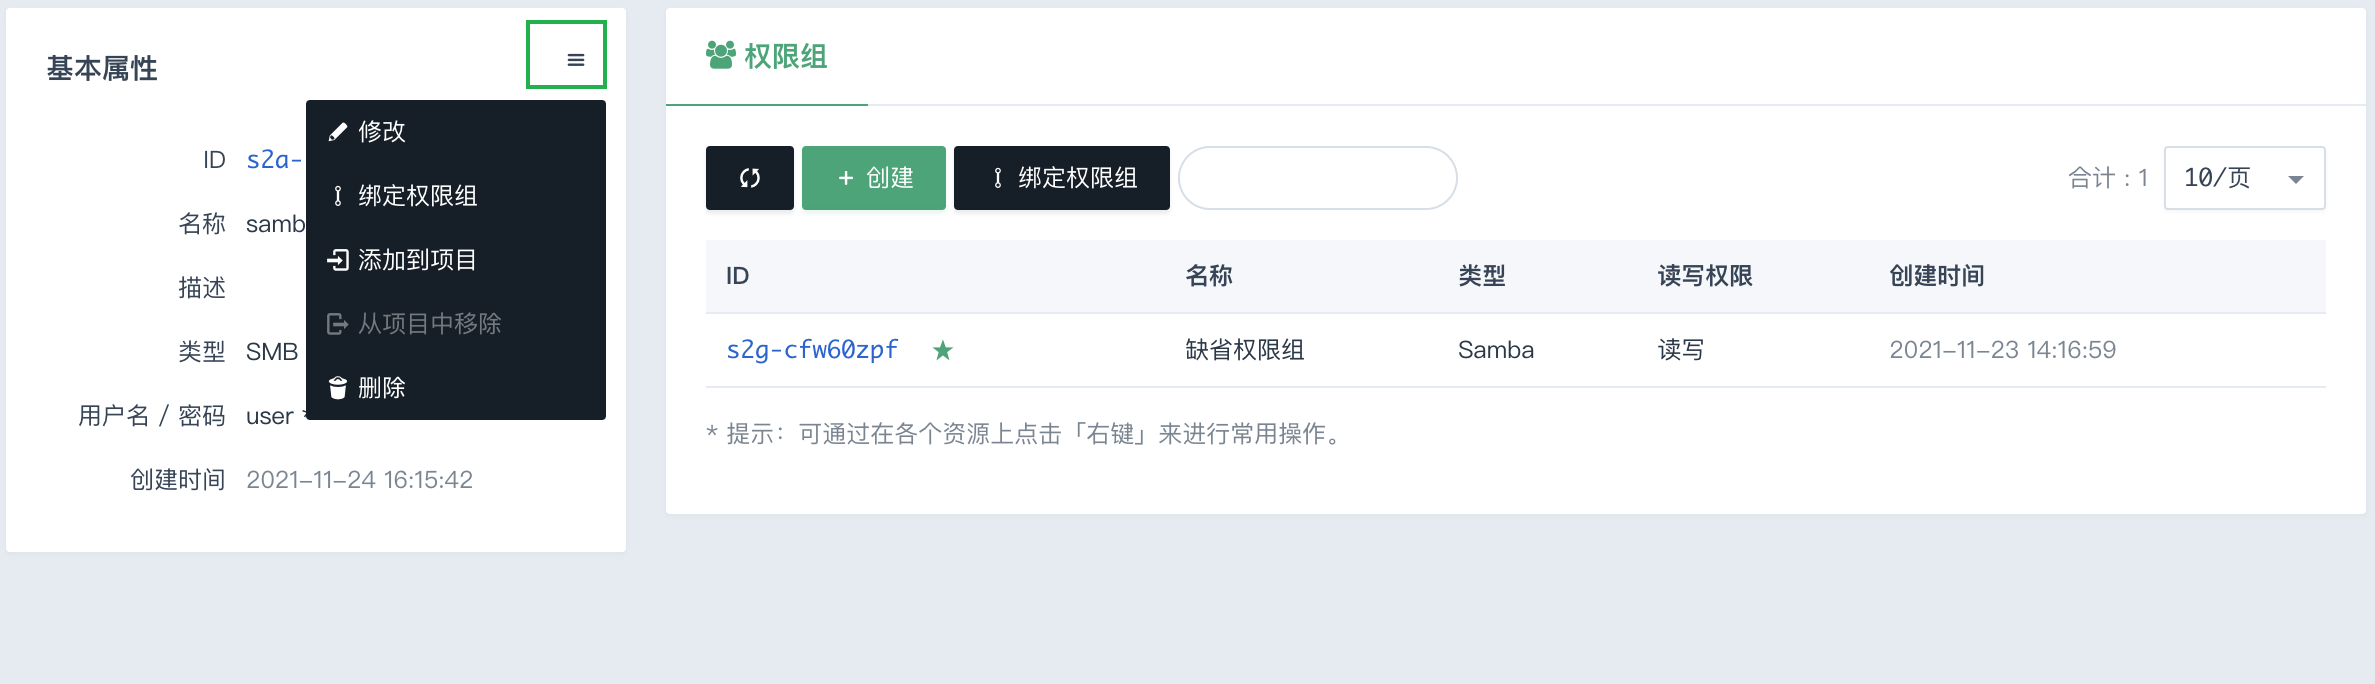 基本属性
修改
绑定权限组
添加到项目
从项目中移除
删除
ID s2a-
名称 samb
描述
类型 SMB
用户名 / 密码 user
创建时间 2021-11-24 16:15:42
权限组
+ 创建
绑定权限组
合计：1
10/页
ID 名称 类型 读写权限 创建时间
s2g-cfw60zpf ★ 缺省权限组 Samba 读写 2021-11-23 14:16:59
* 提示：可通过在各个资源上点击「右键」来进行常用操作。